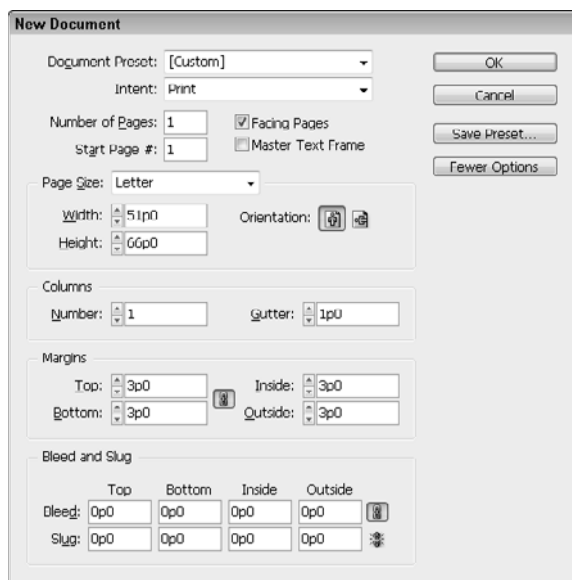 New Document
Document Preset: [Custom]
OK
Intent: Print
Cancel
Number of Pages: 1
Facing Pages
Save Preset...
Start Page #: 1
Master Text Frame
Fewer Options
Page Size: Letter
Width: 51p0
Orientation:
Height: 66p0
Columns
Number: 1
Gutter: 1p0
Margins
Top: 3p0
Inside: 3p0
Bottom: 3p0
Outside: 3p0
Bleed and Slug
Top Bottom Inside Outside
Bleed: 0p0 0p0 0p0 0p0
Slug: 0p0 0p0 0p0 0p0